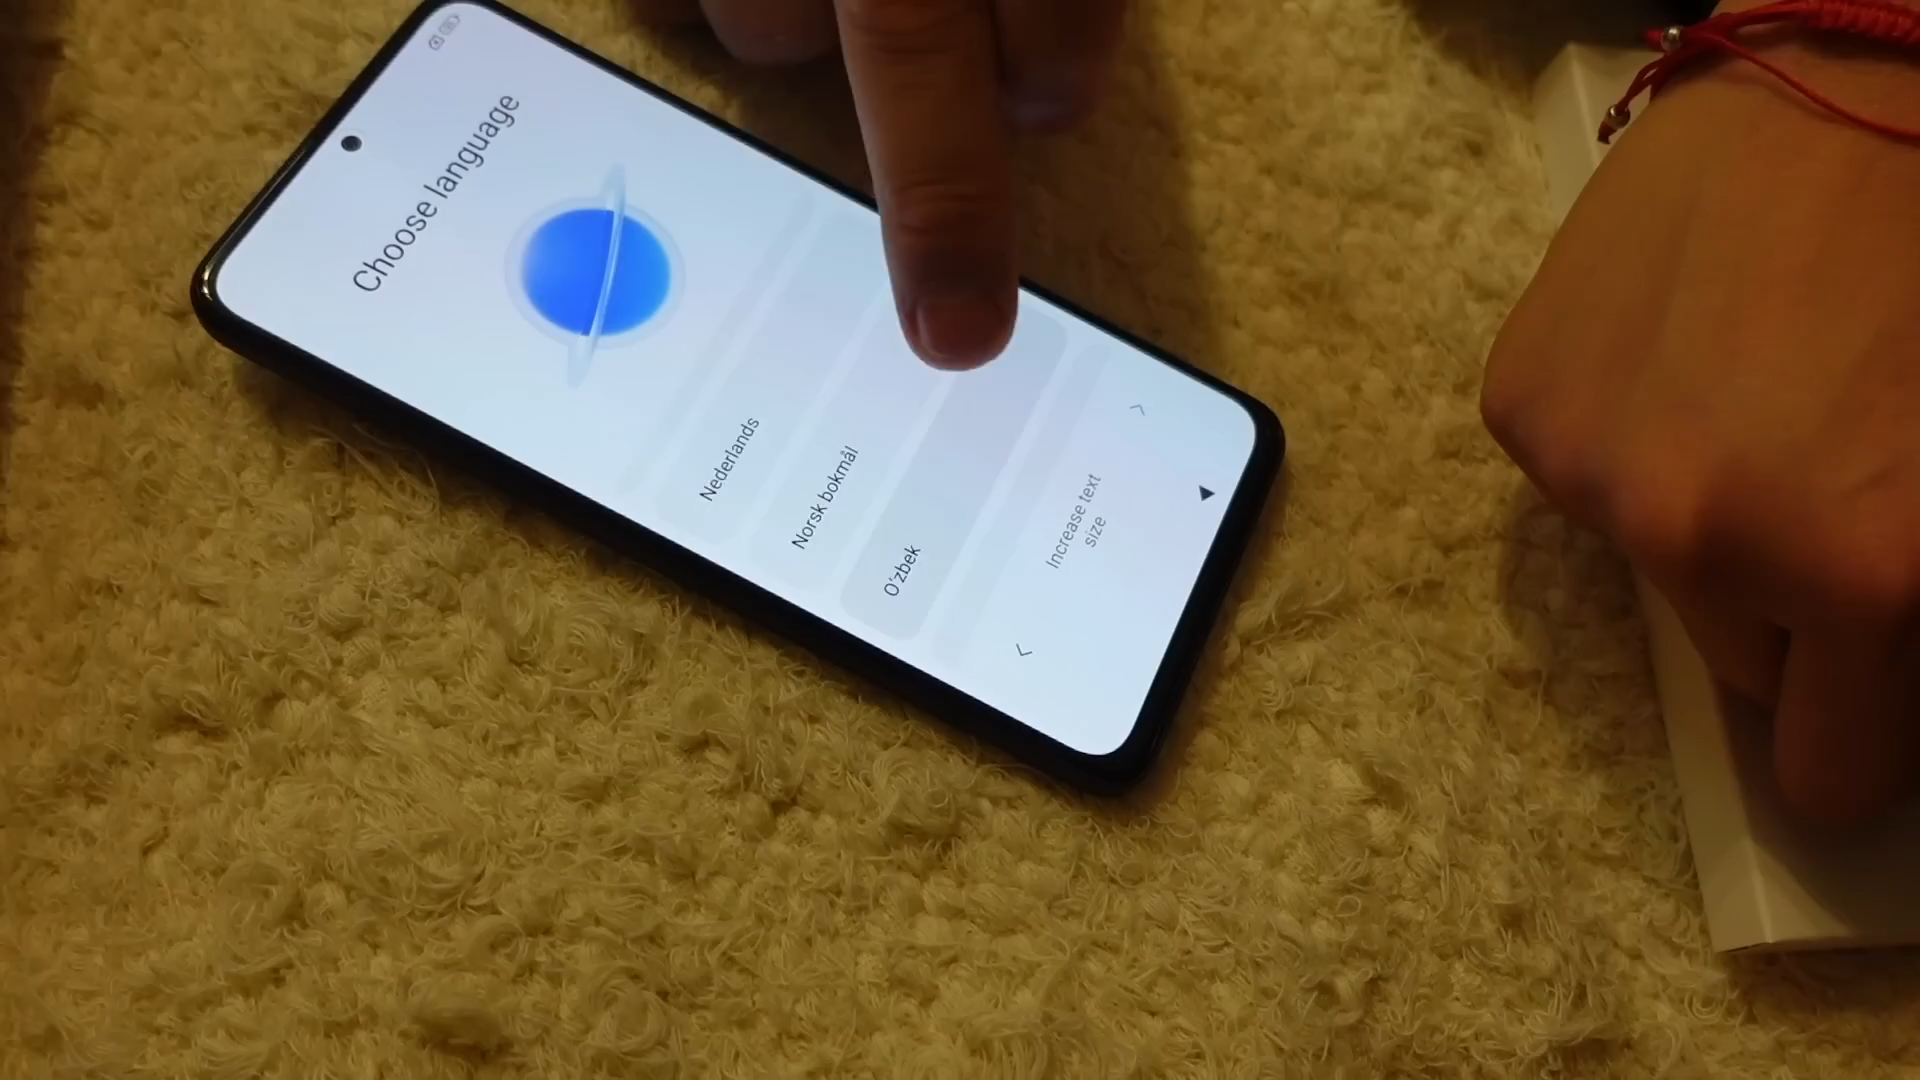 Choose language
Nederlands
Norsk bokmål
O'zbek
Increase text
size